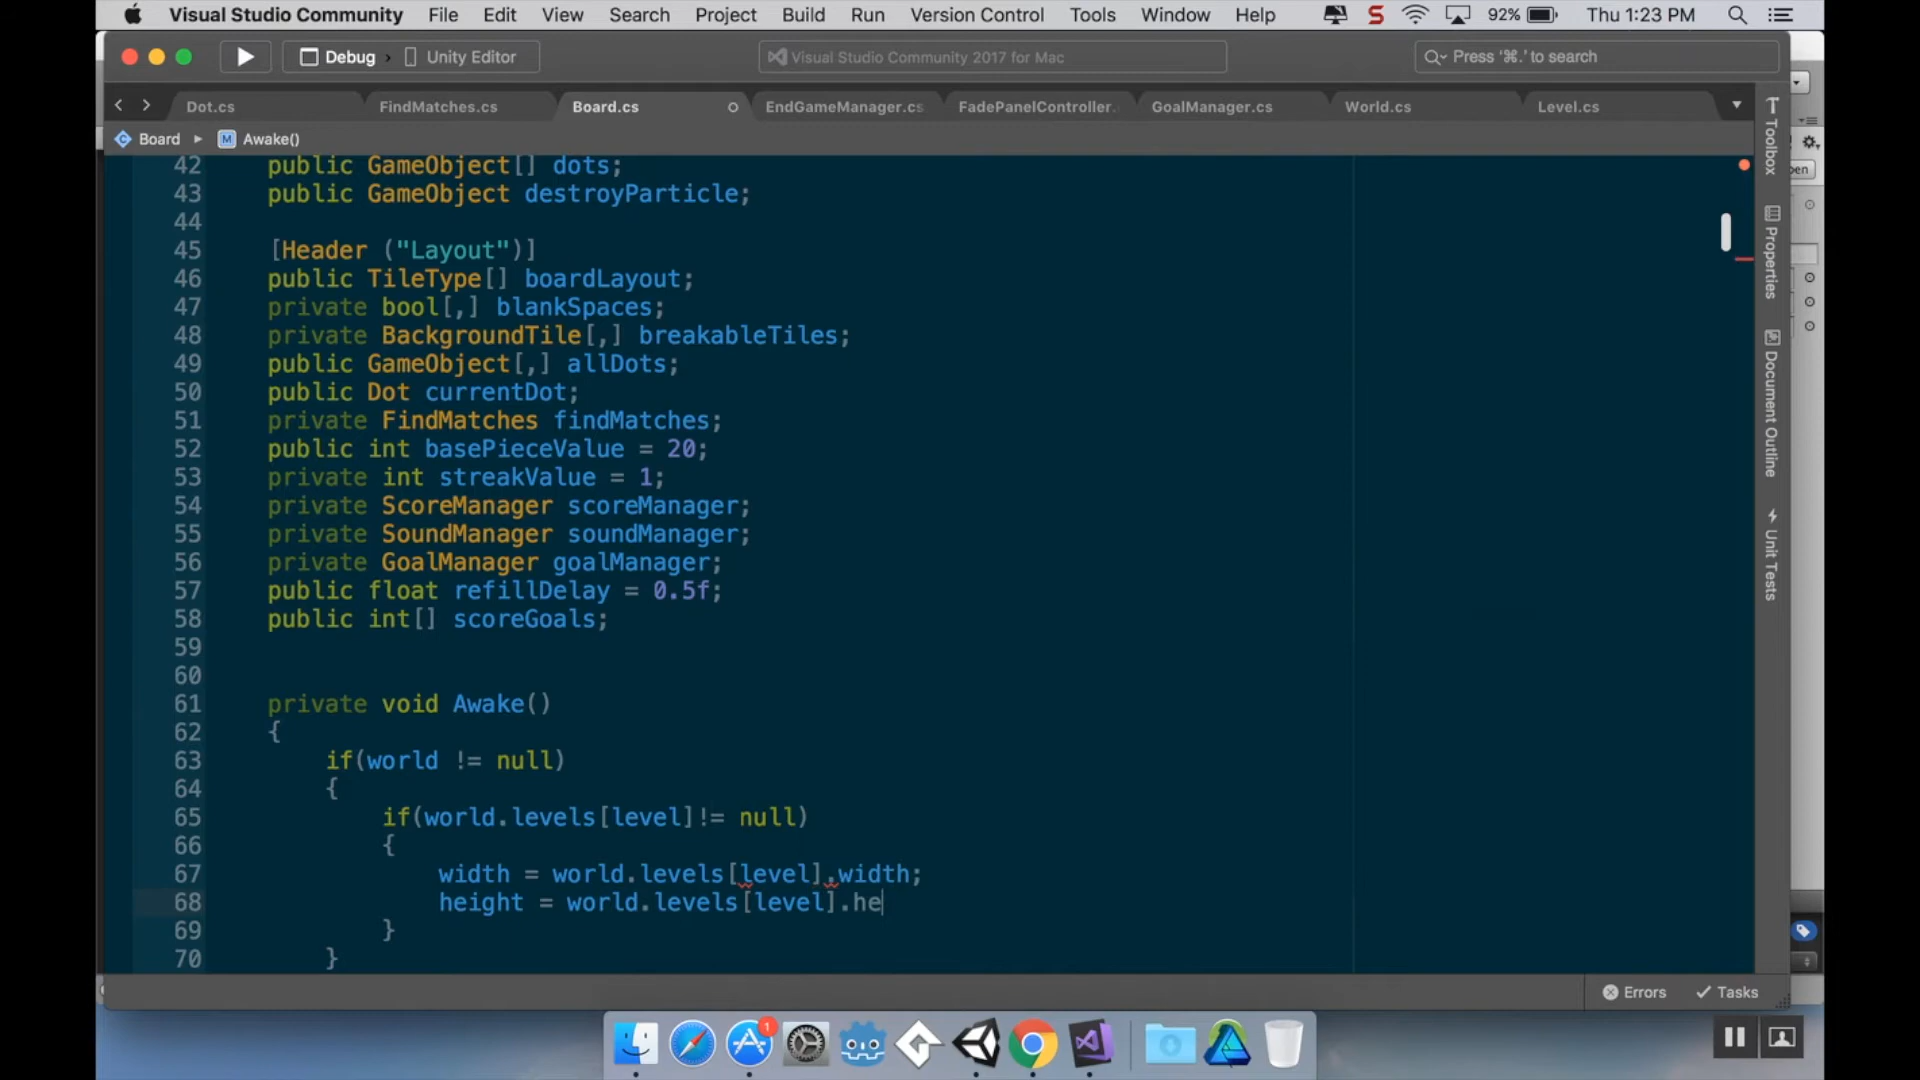 Visual Studio Community File Edit View Search Project Build Run Version Control Tools Window Help 92% Thu 1:23 PM
Debug › Unity Editor Visual Studio Community 2017 for Mac Press '⌘.' to search
Dot.cs FindMatches.cs Board.cs EndGameManager.cs FadePanelController. GoalManager.cs World.cs Level.cs
Board ▸ M Awake()
42 public GameObject[] dots;
43 public GameObject destroyParticle;
44
45 [Header ("Layout")]
46 public TileType[] boardLayout;
47 private bool[,] blankSpaces;
48 private BackgroundTile[,] breakableTiles;
49 public GameObject[,] allDots;
50 public Dot currentDot;
51 private FindMatches findMatches;
52 public int basePieceValue = 20;
53 private int streakValue = 1;
54 private ScoreManager scoreManager;
55 private SoundManager soundManager;
56 private GoalManager goalManager;
57 public float refillDelay = 0.5f;
58 public int[] scoreGoals;
59
60
61 private void Awake()
62 {
63 if(world != null)
64 {
65 if(world.levels[level]!= null)
66 {
67 width = world.levels[level].width;
68 height = world.levels[level].he
69 }
70 }
Toolbox
Properties
Document Outline
Unit Tests
Errors Tasks
1